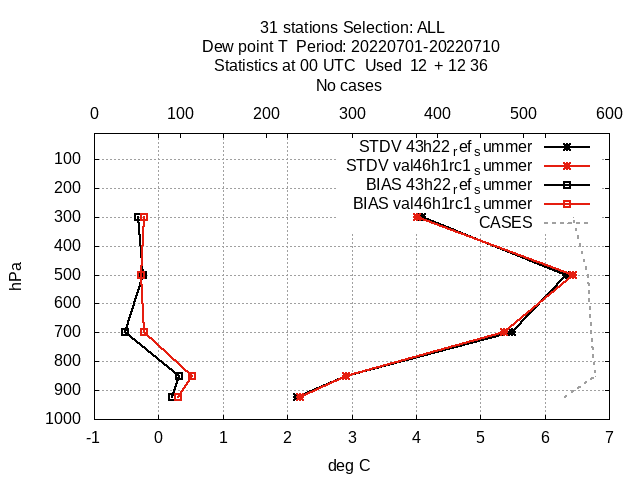 31 stations Selection: ALL
Dew point T  Period: 20220701-20220710
Statistics at 00 UTC  Used  12  + 12 36
No cases
0 100 200 300 400 500 600
STDV 43h22_ref_summer
STDV val46h1rc1_summer
BIAS 43h22_ref_summer
BIAS val46h1rc1_summer
CASES
100
200
300
400
500
600
700
800
900
1000
hPa
-1 0 1 2 3 4 5 6 7
deg C